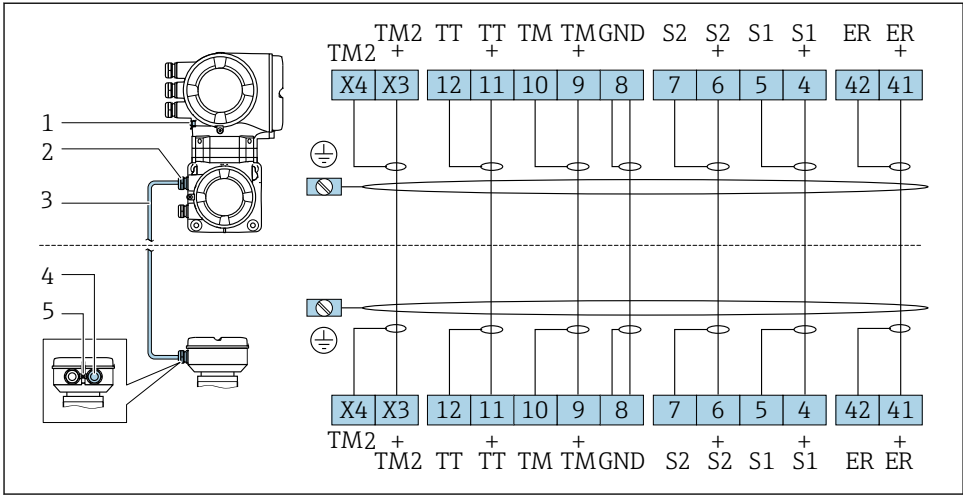 TM2 TT TT TM TM GND S2 S2 S1 S1 ER ER
TM2 + + + + + +
X4 X3 12 11 10 9 8 7 6 5 4 42 41
1
2
3
4
5
X4 X3 12 11 10 9 8 7 6 5 4 42 41
TM2 + + + + + +
TM2 TT TT TM TM GND S2 S2 S1 S1 ER ER